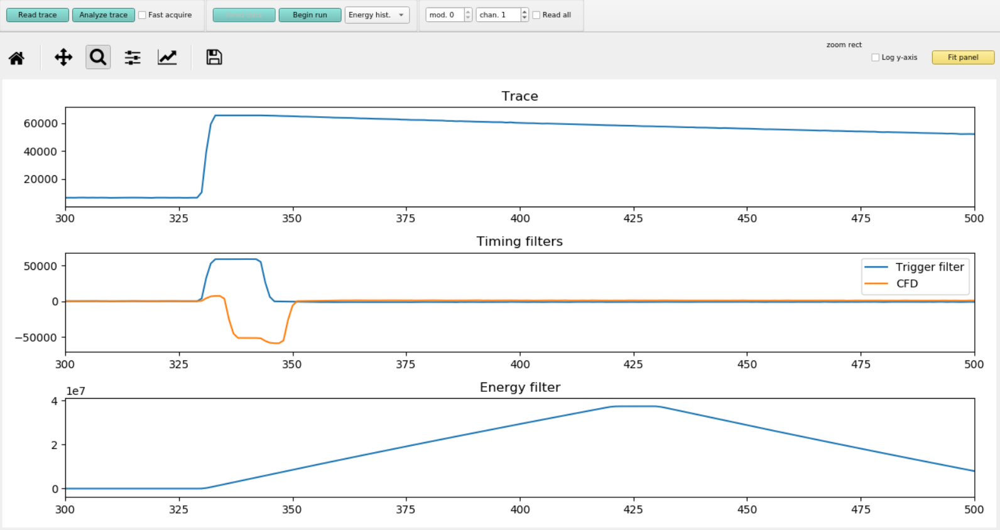 Read trace Analyze trace Fast acquire Begin run Energy hist. mod. 0 chan. 1 Read all
zoom rect
Log y-axis Fit panel
Trace
60000
40000
20000
300 325 350 375 400 425 450 475 500
Timing filters
50000
0
−50000
Trigger filter
CFD
300 325 350 375 400 425 450 475 500
Energy filter
1e7
4
2
0
300 325 350 375 400 425 450 475 500